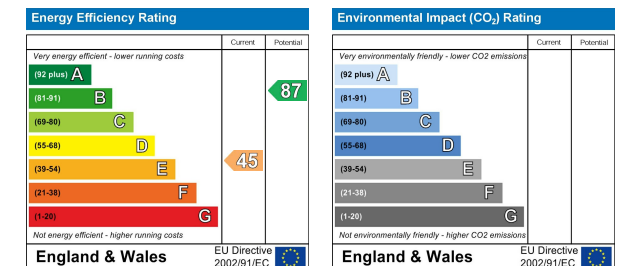 Energy Efficiency Rating
Current Potential
Very energy efficient - lower running costs
(92 plus) A
(81-91) B
87
(69-80) C
(55-68) D
45
(39-54) E
(21-38) F
(1-20) G
Not energy efficient - higher running costs
England & Wales
EU Directive
2002/91/EC
Environmental Impact (CO₂) Rating
Current Potential
Very environmentally friendly - lower CO2 emissions
(92 plus) A
(81-91) B
(69-80) C
(55-68) D
(39-54) E
(21-38) F
(1-20) G
Not environmentally friendly - higher CO2 emissions
England & Wales
EU Directive
2002/91/EC